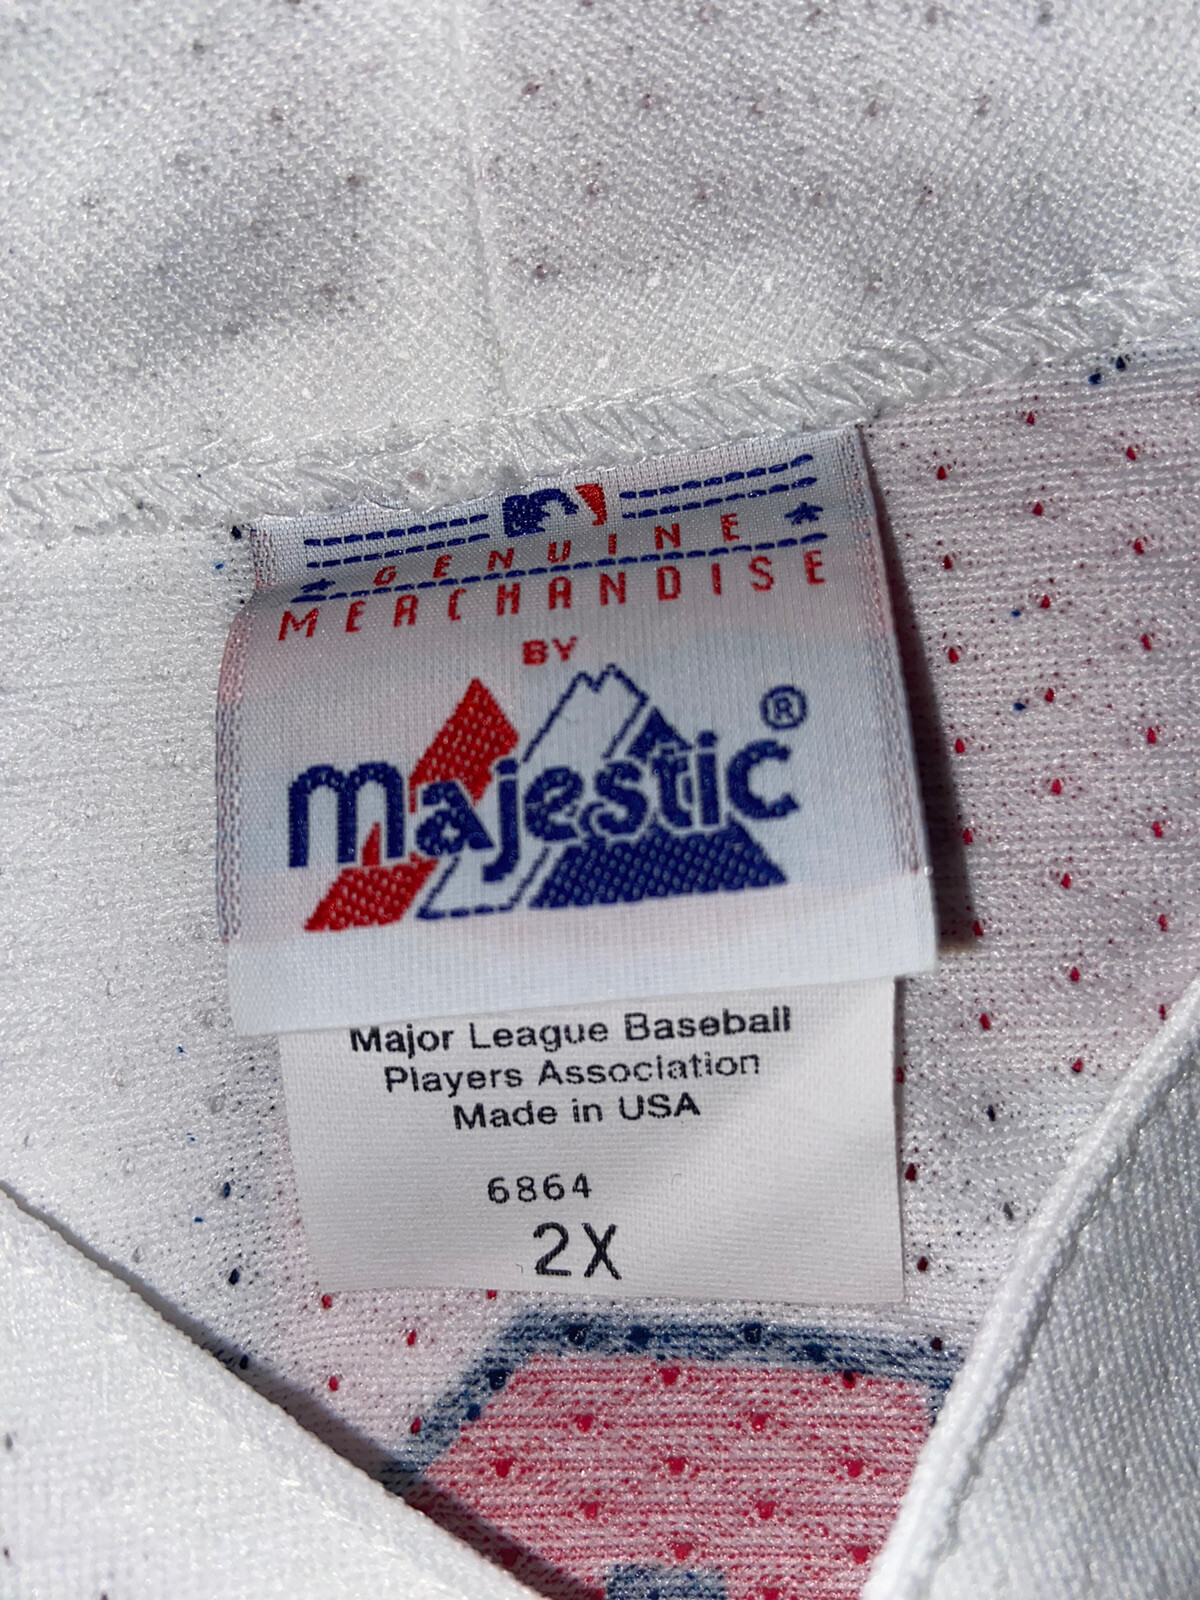 GENUINE
MERCHANDISE
BY
Majestic®
Major League Baseball
Players Association
Made in USA
6864
2X